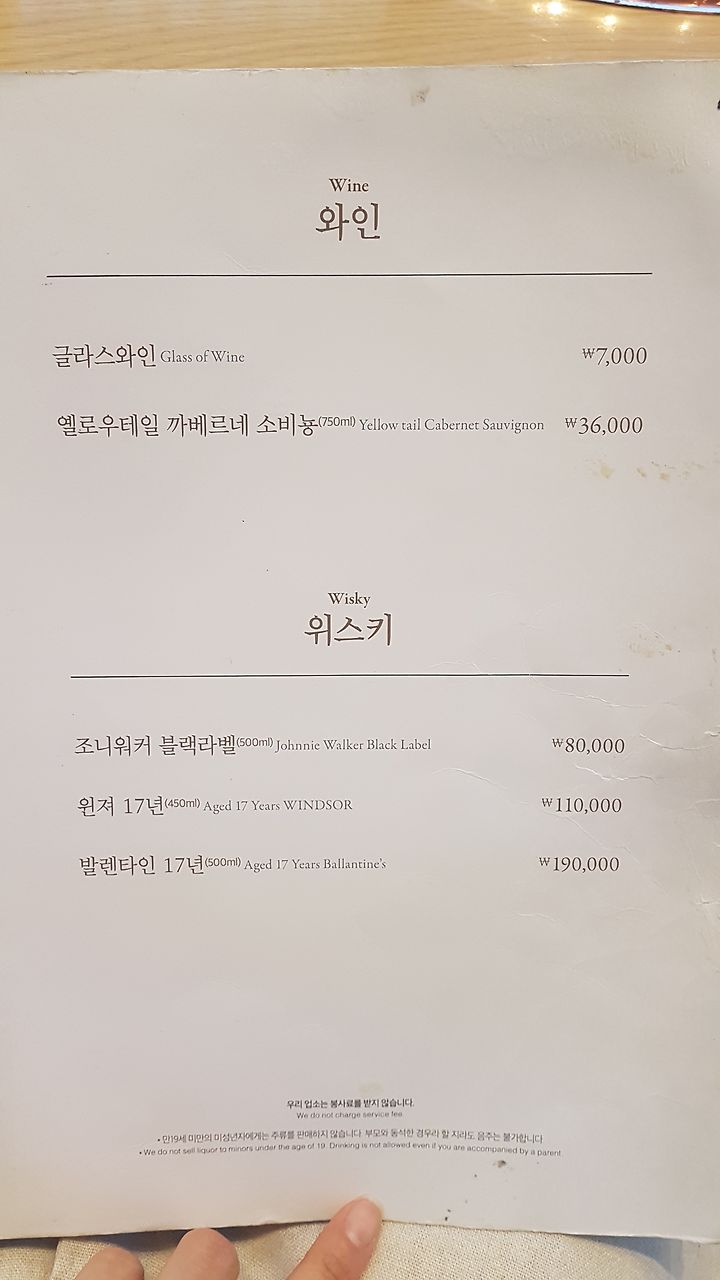 Wine
와인
글라스와인 Glass of Wine ₩7,000
옐로우테일 까베르네 소비뇽(750ml) Yellow tail Cabernet Sauvignon ₩36,000
Wisky
위스키
조니워커 블랙라벨(500ml) Johnnie Walker Black Label ₩80,000
윈져 17년(450ml) Aged 17 Years WINDSOR ₩110,000
발렌타인 17년(500ml) Aged 17 Years Ballantine's ₩190,000
우리 업소는 봉사료를 받지 않습니다.
We do not charge service fee.
• 만19세 미만의 미성년자에게는 주류를 판매하지 않습니다. 부모와 동석한 경우라 할 지라도 음주는 불가합니다.
• We do not sell liquor to minors under the age of 19. Drinking is not allowed even if you are accompanied by a parent.